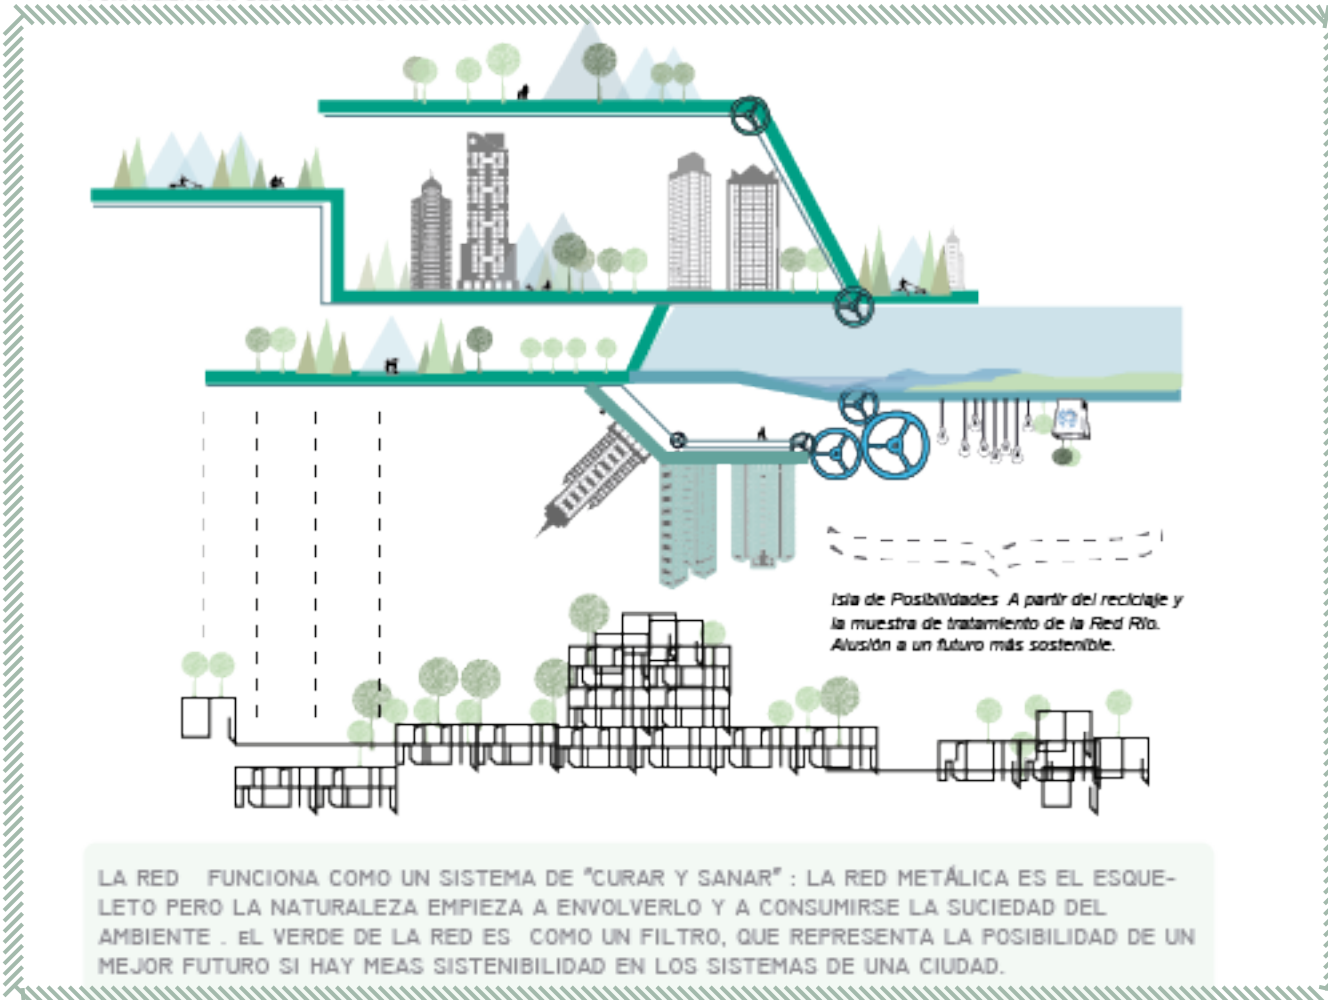 Isla de Posibilidades A partir del reciclaje y
la muestra de tratamiento de la Red Río.
Alusión a un futuro más sostenible.
LA RED FUNCIONA COMO UN SISTEMA DE "CURAR Y SANAR" : LA RED METÁLICA ES EL ESQUE-
LETO PERO LA NATURALEZA EMPIEZA A ENVOLVERLO Y A CONSUMIRSE LA SUCIEDAD DEL
AMBIENTE . EL VERDE DE LA RED ES COMO UN FILTRO, QUE REPRESENTA LA POSIBILIDAD DE UN
MEJOR FUTURO SI HAY MEAS SISTENIBILIDAD EN LOS SISTEMAS DE UNA CIUDAD.